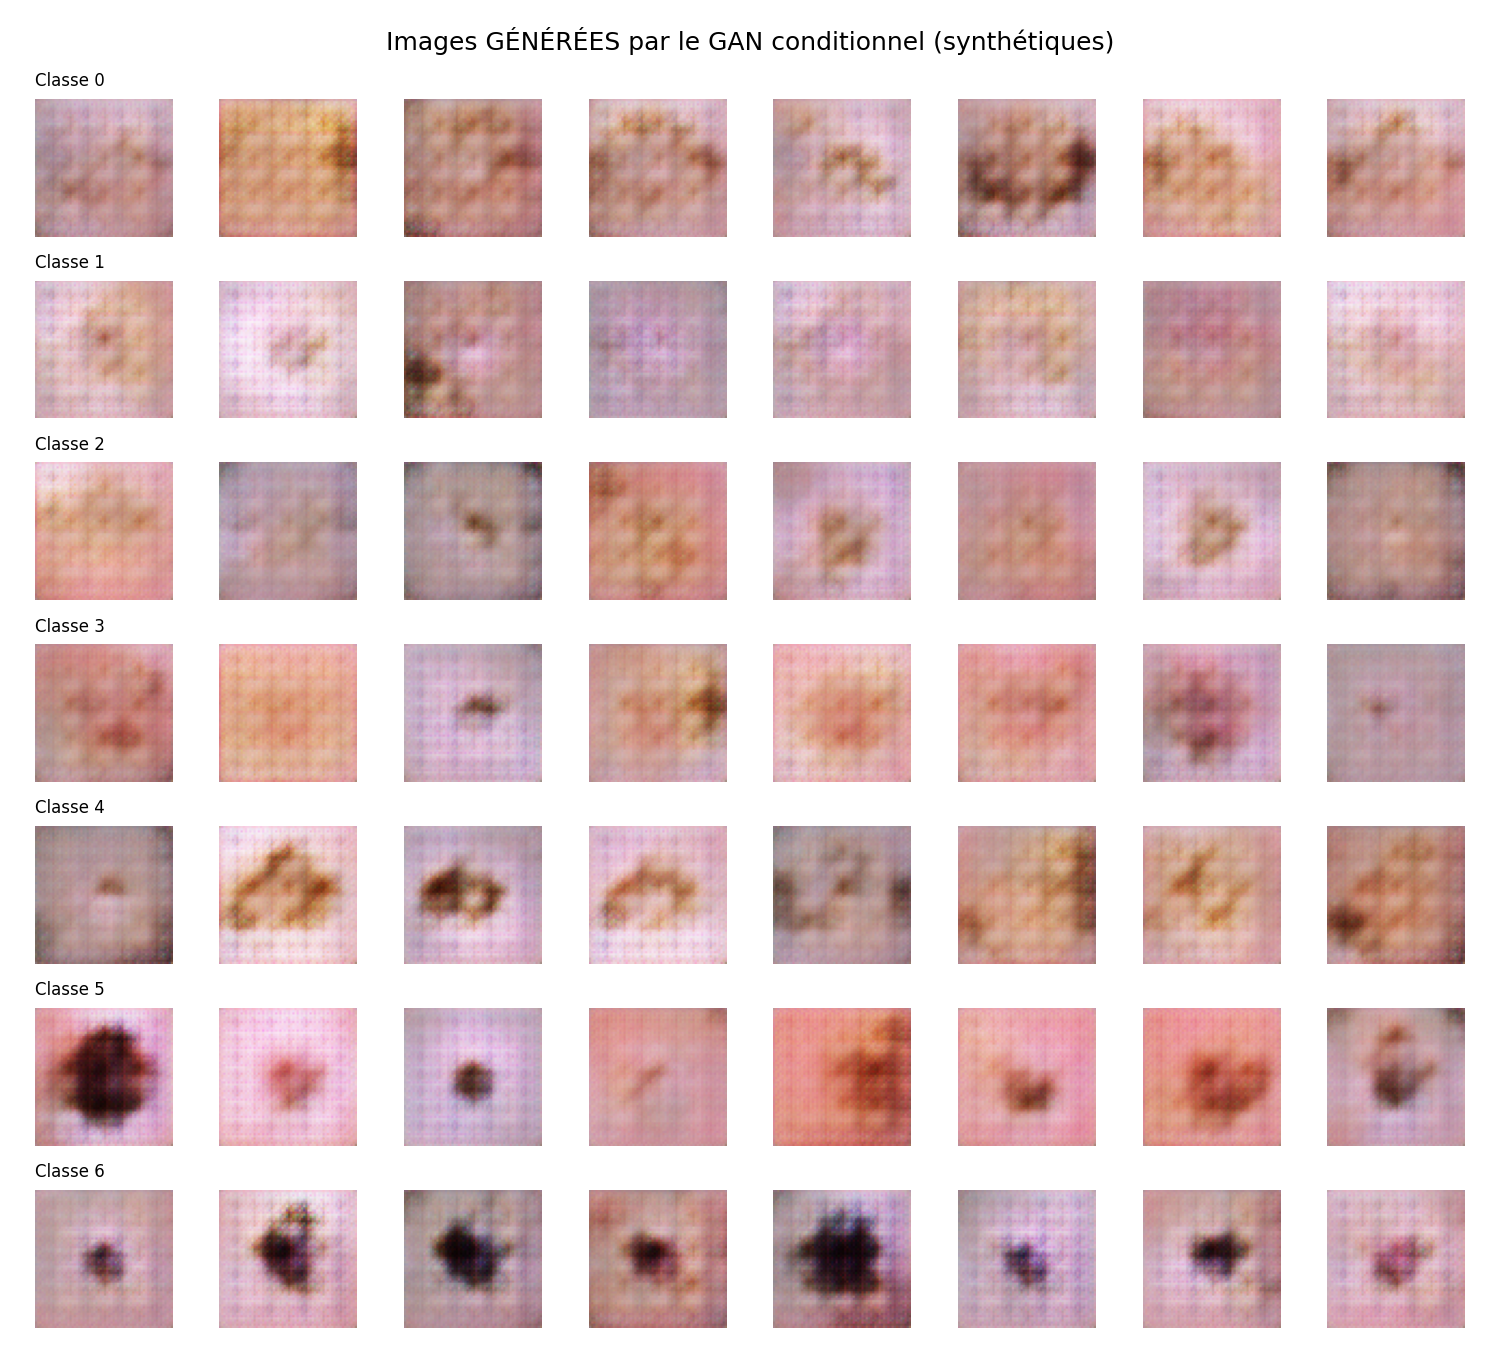 Images GÉNÉRÉES par le GAN conditionnel (synthétiques)
Classe 0
Classe 1
Classe 2
Classe 3
Classe 4
Classe 5
Classe 6